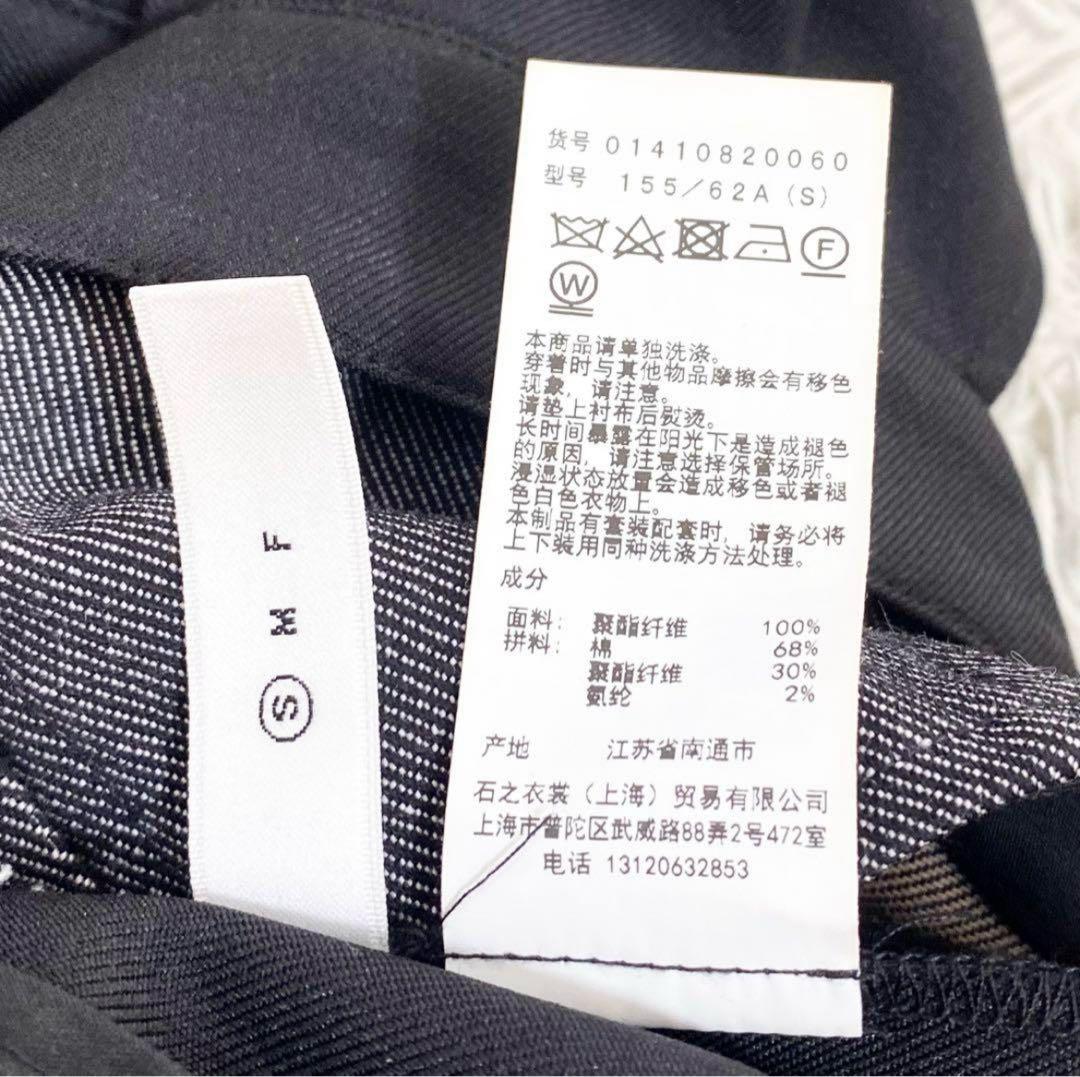 货号 01410820060
型号 155/62A(S)
F
W
本商品请单独洗涤。
穿着时与其他物品摩擦会有移色
现象，请注意。
请垫上衬布后熨烫。
长时间暴露在阳光下是造成褪色
的原因，请注意选择保管场所。
浸湿状态放置会造成移色或者褪
色白色衣物上。
本制品有套装配套时，请务必将
上下装用同种洗涤方法处理。
成分
面料： 聚酯纤维 100%
拼料： 棉 68%
聚酯纤维 30%
氨纶 2%
产地 江苏省南通市
石之衣裳（上海）贸易有限公司
上海市普陀区武威路88弄2号472室
电话 13120632853
S M F